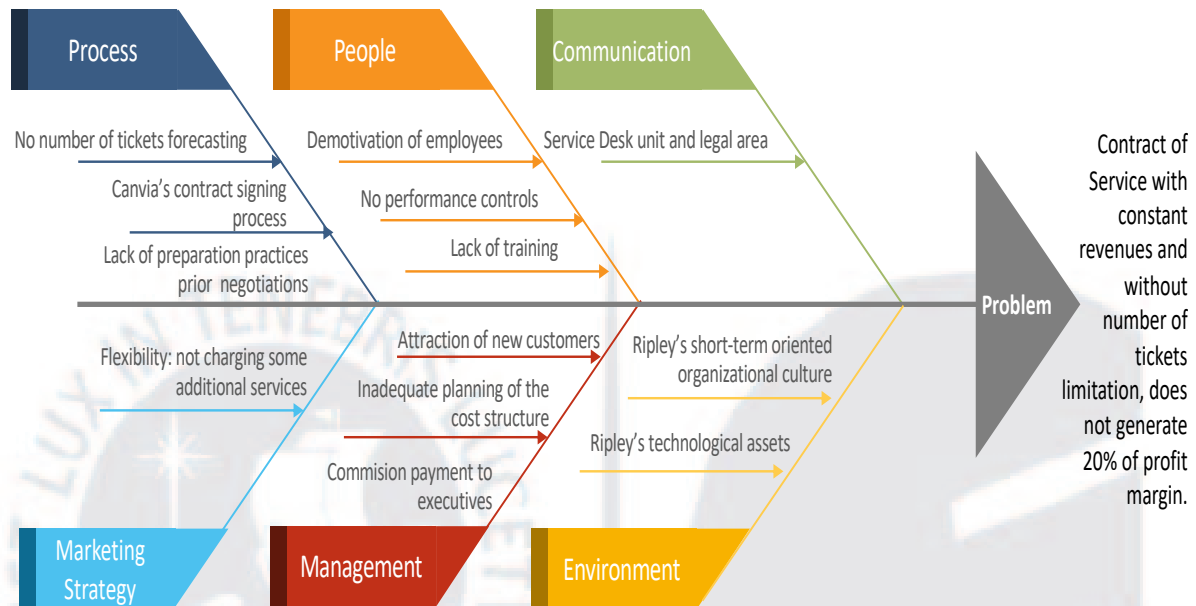 Process
People
Communication
No number of tickets forecasting
Canvia's contract signing
process
Lack of preparation practices
prior negotiations
Demotivation of employees
No performance controls
Lack of training
Service Desk unit and legal area
Problem
Contract of
Service with
constant
revenues and
without
number of
tickets
limitation, does
not generate
20% of profit
margin.
Flexibility: not charging some
additional services
Attraction of new customers
Inadequate planning of the
cost structure
Commision payment to
executives
Ripley's short-term oriented
organizational culture
Ripley's technological assets
Marketing
Strategy
Management
Environment
LUX IN TENEBRIS